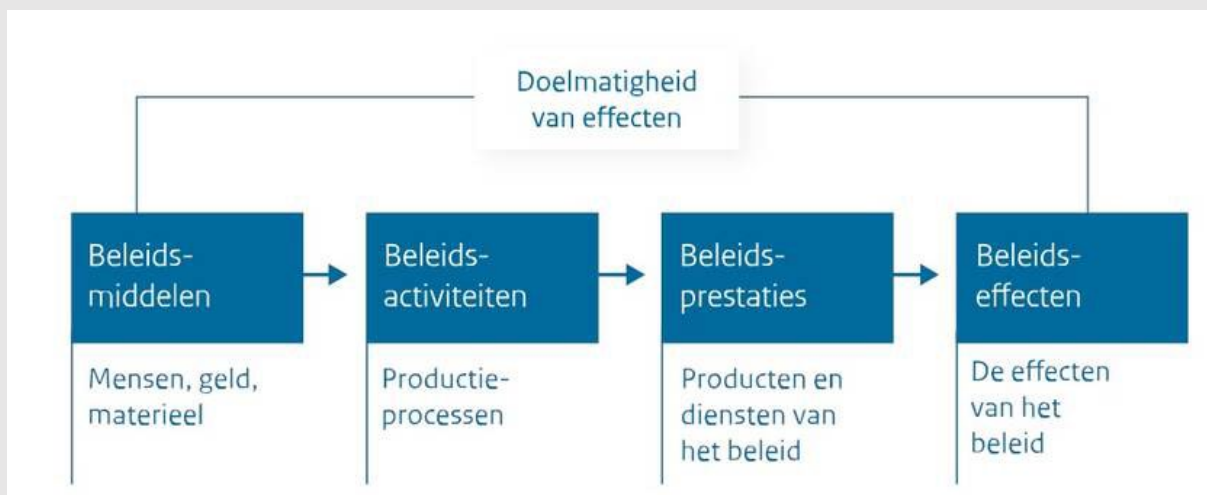 Doelmatigheid
van effecten
Beleids-
middelen
Beleids-
activiteiten
Beleids-
prestaties
Beleids-
effecten
Mensen, geld,
materieel
Productie-
processen
Producten en
diensten van
het beleid
De effecten
van het
beleid